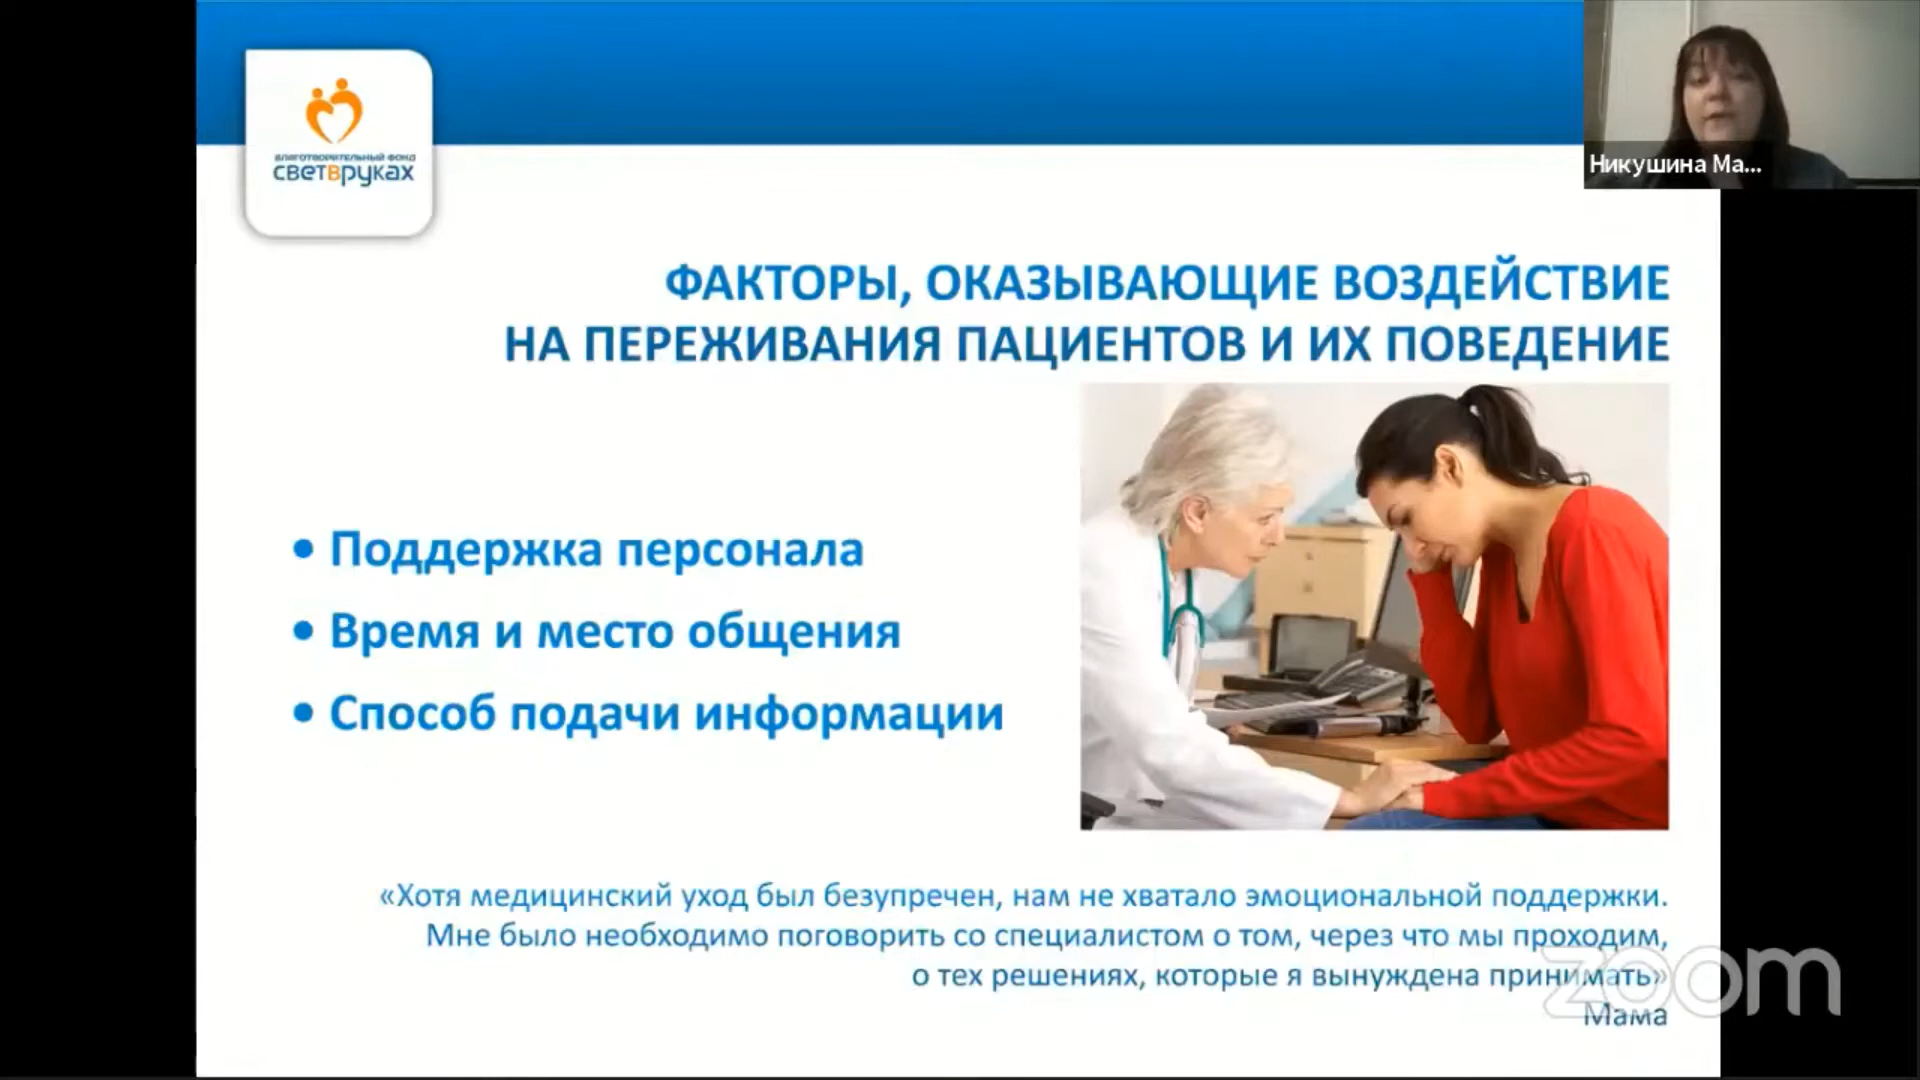 БЛАГОТВОРИТЕЛЬНЫЙ ФОНД
СВЕТВРУКАХ
Никушина Ма...
ФАКТОРЫ, ОКАЗЫВАЮЩИЕ ВОЗДЕЙСТВИЕ
НА ПЕРЕЖИВАНИЯ ПАЦИЕНТОВ И ИХ ПОВЕДЕНИЕ
• Поддержка персонала
• Время и место общения
• Способ подачи информации
«Хотя медицинский уход был безупречен, нам не хватало эмоциональной поддержки.
Мне было необходимо поговорить со специалистом о том, через что мы проходим,
о тех решениях, которые я вынуждена принимать»
Мама
zoom